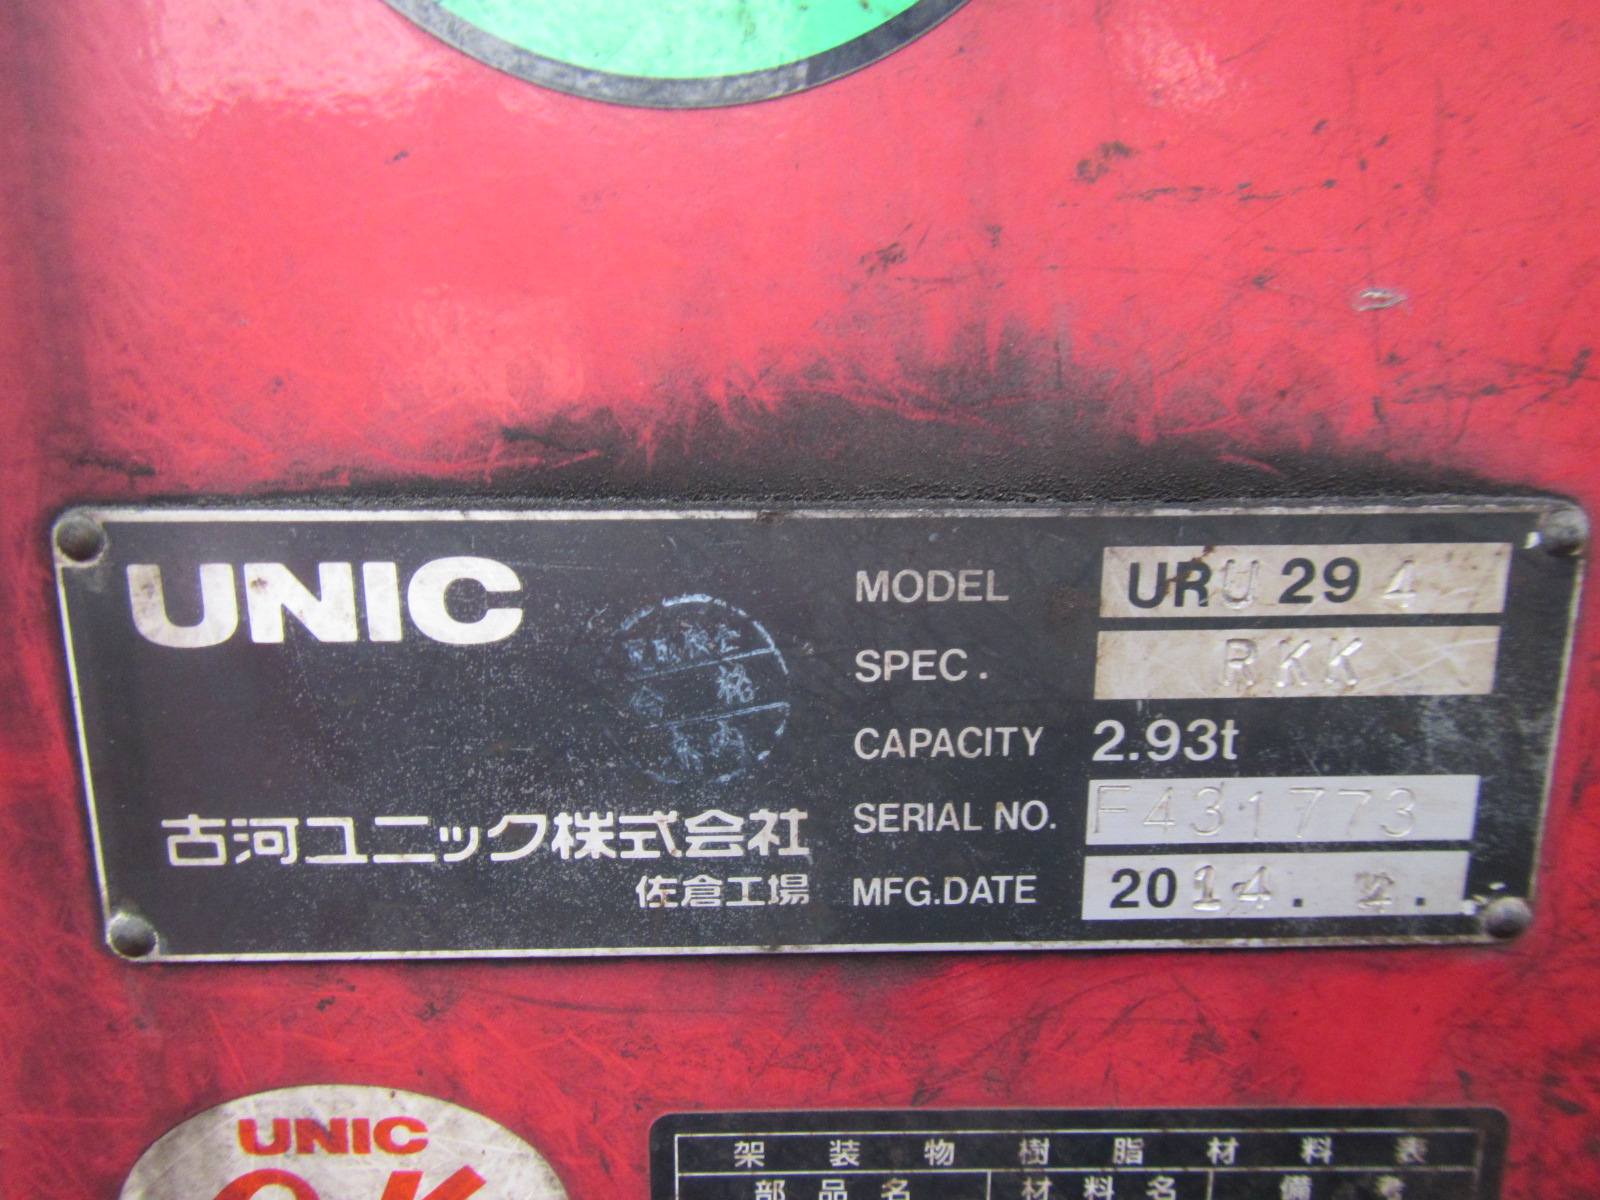 UNIC
MODEL URU294
SPEC. RKK
CAPACITY 2.93t
SERIAL NO. F431773
MFG.DATE 2014. 2.
合格
古河ユニック株式会社
佐倉工場
UNIC
架装物樹脂材料表
部品名 材料名 備考